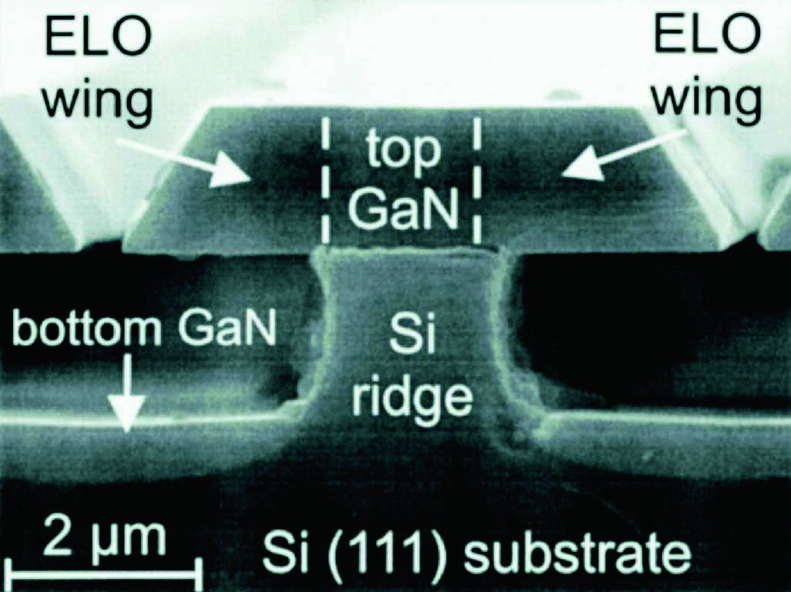 ELO
wing
ELO
wing
top
GaN
bottom GaN
Si
ridge
2 µm
Si (111) substrate